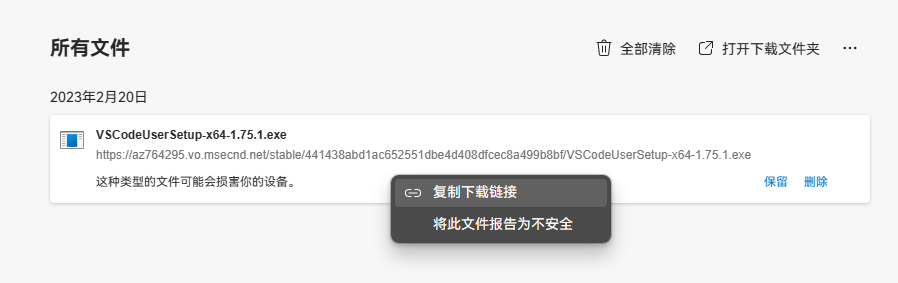 所有文件
全部清除
打开下载文件夹
2023年2月20日
VSCodeUserSetup-x64-1.75.1.exe
https://az764295.vo.msecnd.net/stable/441438abd1ac652551dbe4d408dfcec8a499b8bf/VSCodeUserSetup-x64-1.75.1.exe
这种类型的文件可能会损害你的设备。
保留
删除
复制下载链接
将此文件报告为不安全